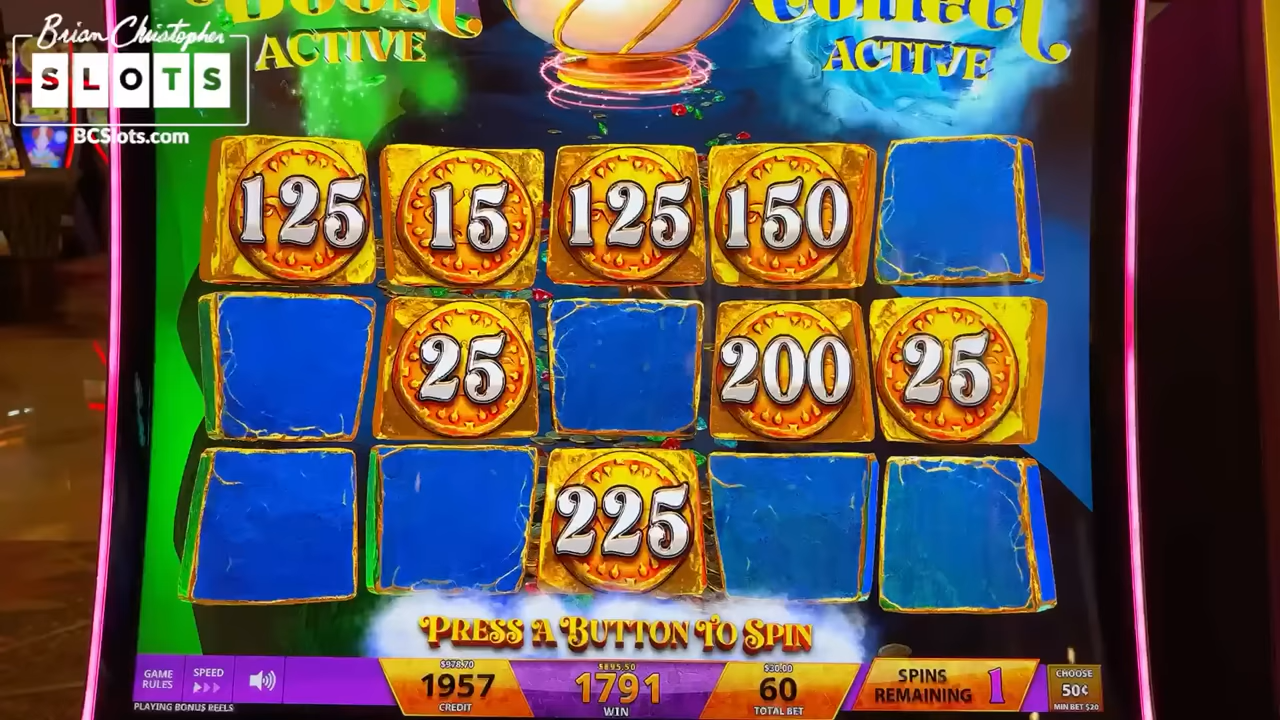 Boost
ACTIVE
Collect
ACTIVE
Brian Christopher
SLOTS
BCSlots.com
125 15 125 150
25 200 25
225
PRESS A BUTTON TO SPIN
GAME RULES
SPEED
PLAYING BONUS REELS
$978.70
1957
CREDIT
$895.50
1791
WIN
$30.00
60
TOTAL BET
SPINS
REMAINING 1
CHOOSE
50¢
MIN BET $20